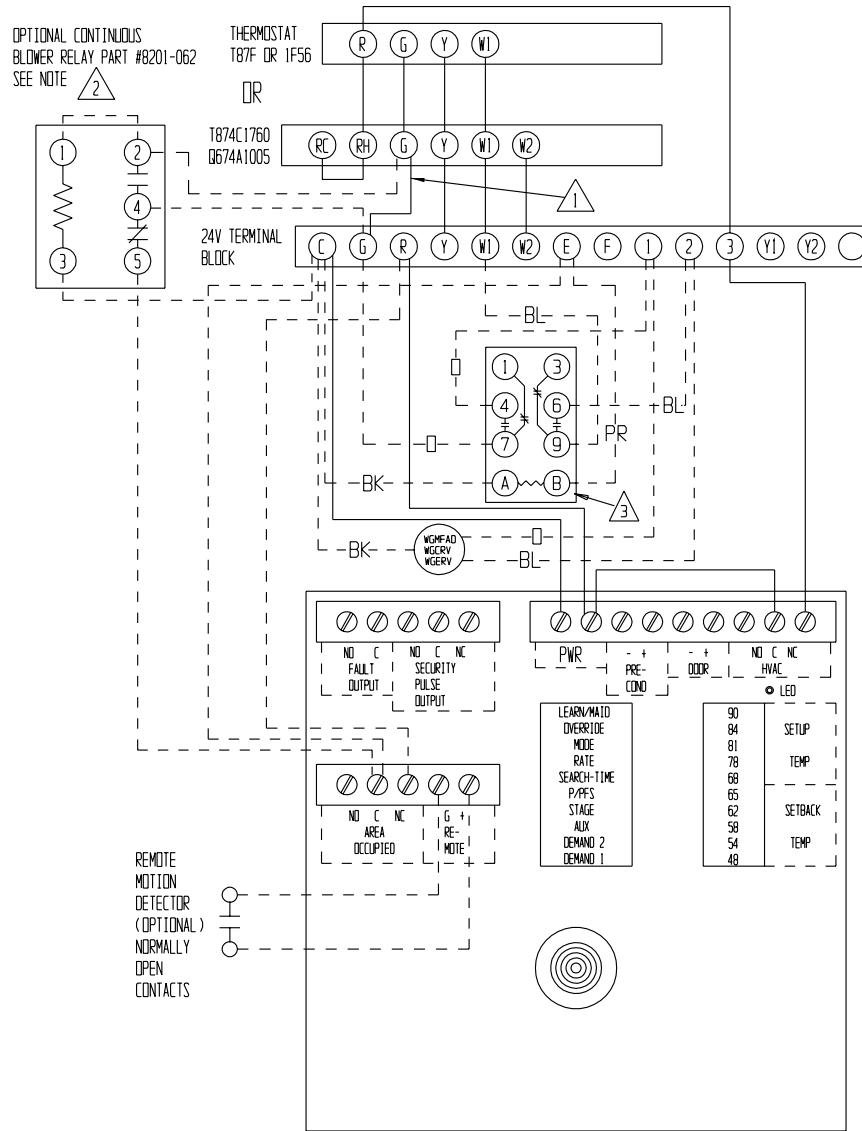 OPTIONAL CONTINUOUS
BLOWER RELAY PART #8201-062
SEE NOTE 2
THERMOSTAT
T87F OR 1F56
R G Y W1
OR
T874C1760
Q674A1005
RC RH G Y W1 W2
1 2
4
3 5
1
24V TERMINAL
BLOCK
C G R Y W1 W2 E F 1 2 3 Y1 Y2
BL
1 3
4 6
BL
PR
7 9
BK
A B
3
WGMFAD
WGCRV
WGERV
BK
BL
NO C NO C NC
FAULT
OUTPUT
SECURITY
PULSE
OUTPUT
PWR
- +
PRE-
COND
- +
DOOR
NO C NC
HVAC
LED
LEARN/MAID
OVERRIDE
MODE
RATE
SEARCH-TIME
P/PFS
STAGE
AUX
DEMAND 2
DEMAND 1
90
84
81
78
68
65
62
58
54
48
SETUP
TEMP
SETBACK
TEMP
NO C NC
AREA
OCCUPIED
G +
RE-
MOTE
REMOTE
MOTION
DETECTOR
(OPTIONAL)
NORMALLY
OPEN
CONTACTS